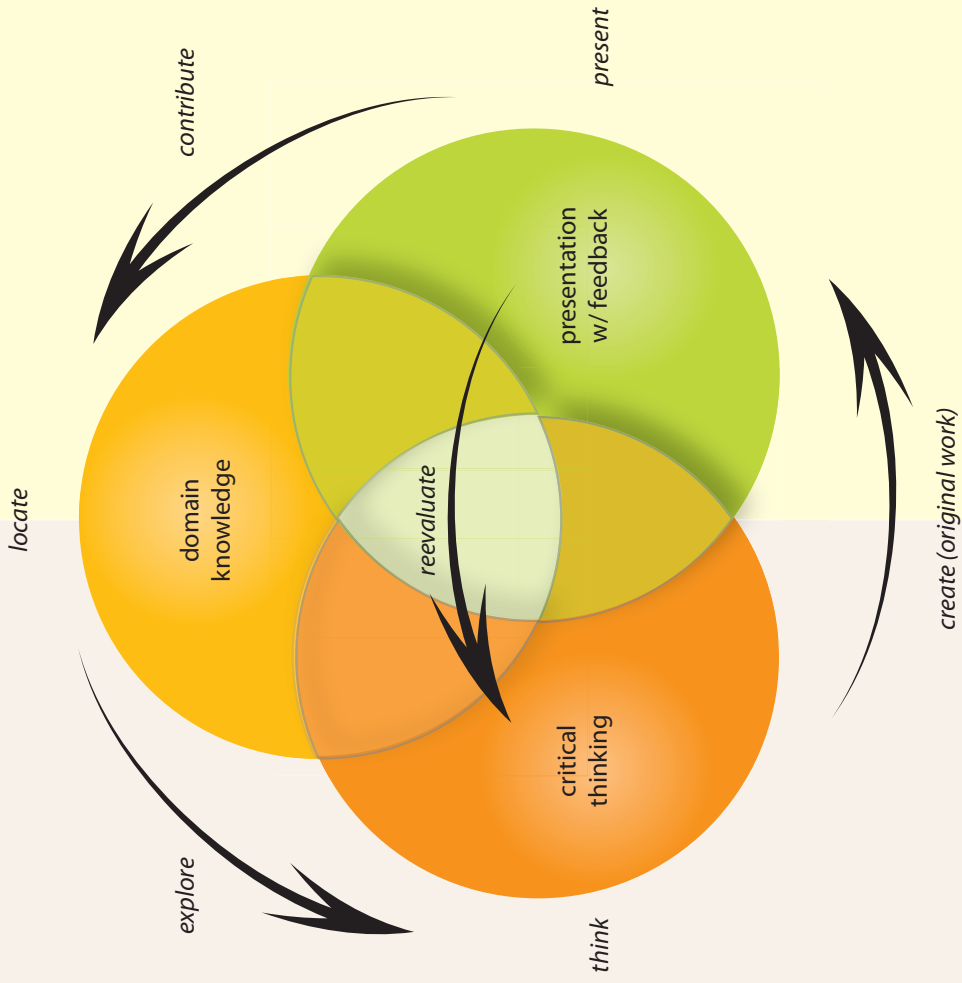 locate
explore
contribute
domain
knowledge
reevaluate
critical
thinking
presentation
w/ feedback
think
present
create (original work)